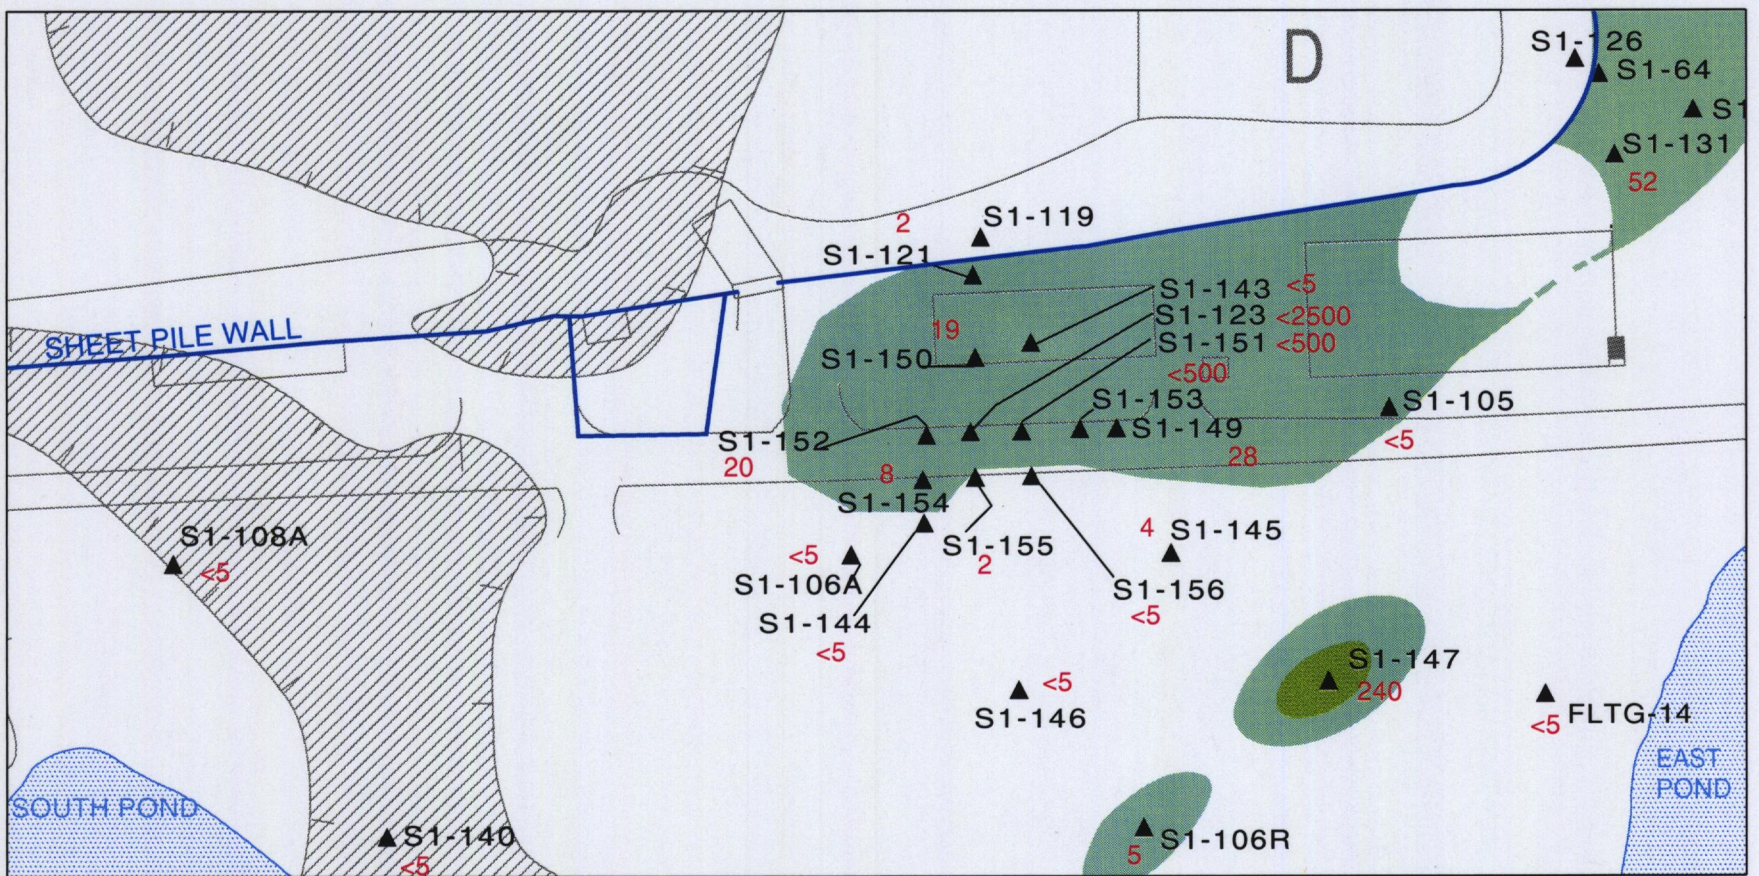 D
S1-126
S1-64
S1
S1-131
52
2
S1-119
S1-121
S1-143 <5
S1-123 <2500
S1-151 <500
<500
19
S1-150
SHEET PILE WALL
S1-153
S1-149
28
S1-105
<5
S1-152
20
8
S1-154
S1-108A
<5
<5
S1-106A
S1-144
<5
S1-155
2
4
S1-145
S1-156
<5
<5
S1-146
S1-147
240
<5
FLTG-14
EAST
POND
SOUTH POND
S1-140
<5
S1-106R
5